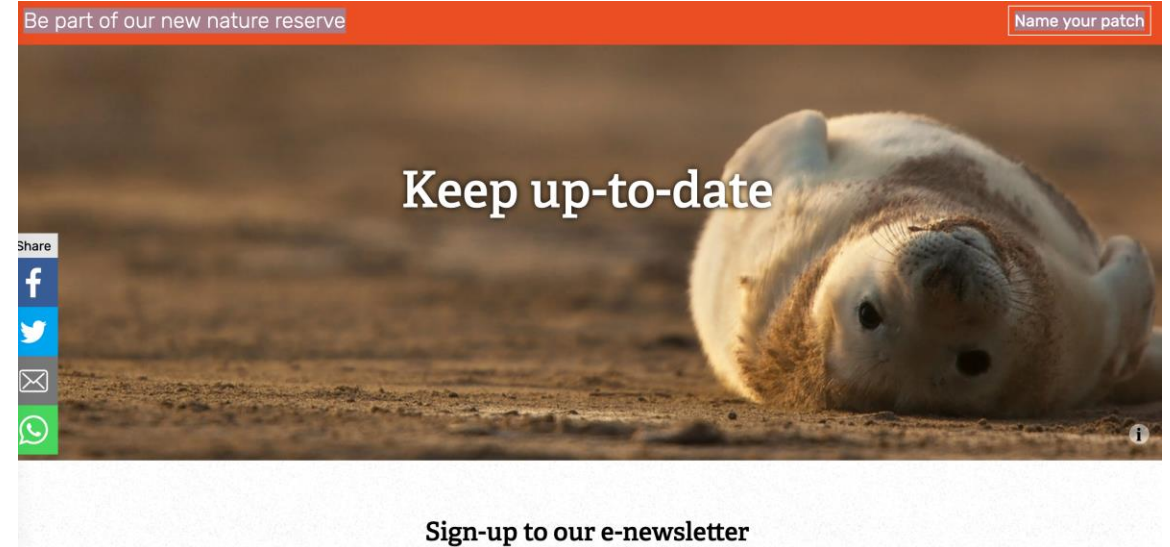 Be part of our new nature reserve
Name your patch
Keep up-to-date
Share
f
i
Sign-up to our e-newsletter